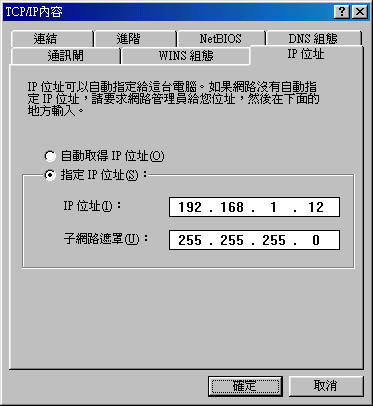 TCP/IP內容
連結 進階 NetBIOS DNS 組態
通訊閘 WINS 組態 IP 位址
IP 位址可以自動指定給這台電腦。如果網路沒有自動指
定 IP 位址，請要求網路管理員給您位址，然後在下面的
地方輸入。
自動取得 IP 位址(O)
指定 IP 位址(S)：
IP 位址(I)： 192 . 168 . 1 . 12
子網路遮罩(U)： 255 . 255 . 255 . 0
確定 取消